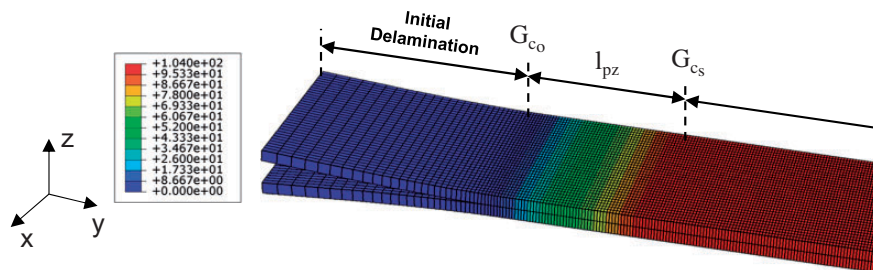 Initial
Delamination
G_co
l_pz
G_cs
+1.040e+02
+9.533e+01
+8.667e+01
+7.800e+01
+6.933e+01
+6.067e+01
+5.200e+01
+4.333e+01
+3.467e+01
+2.600e+01
+1.733e+01
+8.667e+00
+0.000e+00
z
x
y